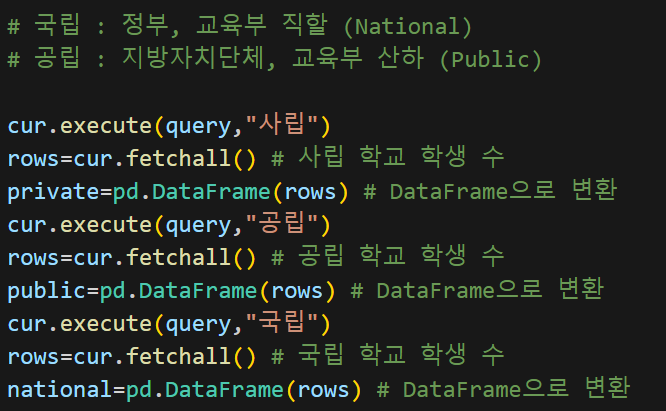 # 국립 : 정부, 교육부 직할 (National)
# 공립 : 지방자치단체, 교육부 산하 (Public)
cur.execute(query,"사립")
rows=cur.fetchall() # 사립 학교 학생 수
private=pd.DataFrame(rows) # DataFrame으로 변환
cur.execute(query,"공립")
rows=cur.fetchall() # 공립 학교 학생 수
public=pd.DataFrame(rows) # DataFrame으로 변환
cur.execute(query,"국립")
rows=cur.fetchall() # 국립 학교 학생 수
national=pd.DataFrame(rows) # DataFrame으로 변환